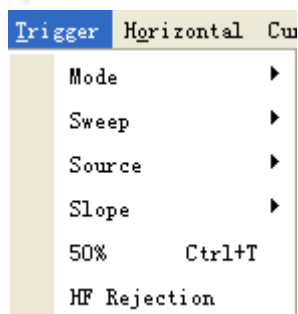 Trigger Horizontal Cu
Mode
Sweep
Source
Slope
50% Ctrl+T
HF Rejection